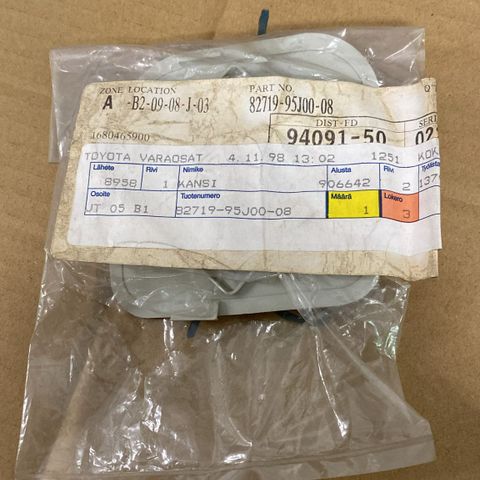 ZONE LOCATION PART NO.
A -B2-09-08-J-03 82719-95J00-08
DIST-FD
1680465900 94091-50
TOYOTA VARAOSAT 4.11.98 13:02 1251
Lähete Rivi Nimike Alusta Rivi
8958 1 KANSI 906642 2
Osoite Tuotenumero Määrä Lokero
UT 05 B1 82719-95J00-08 1 3